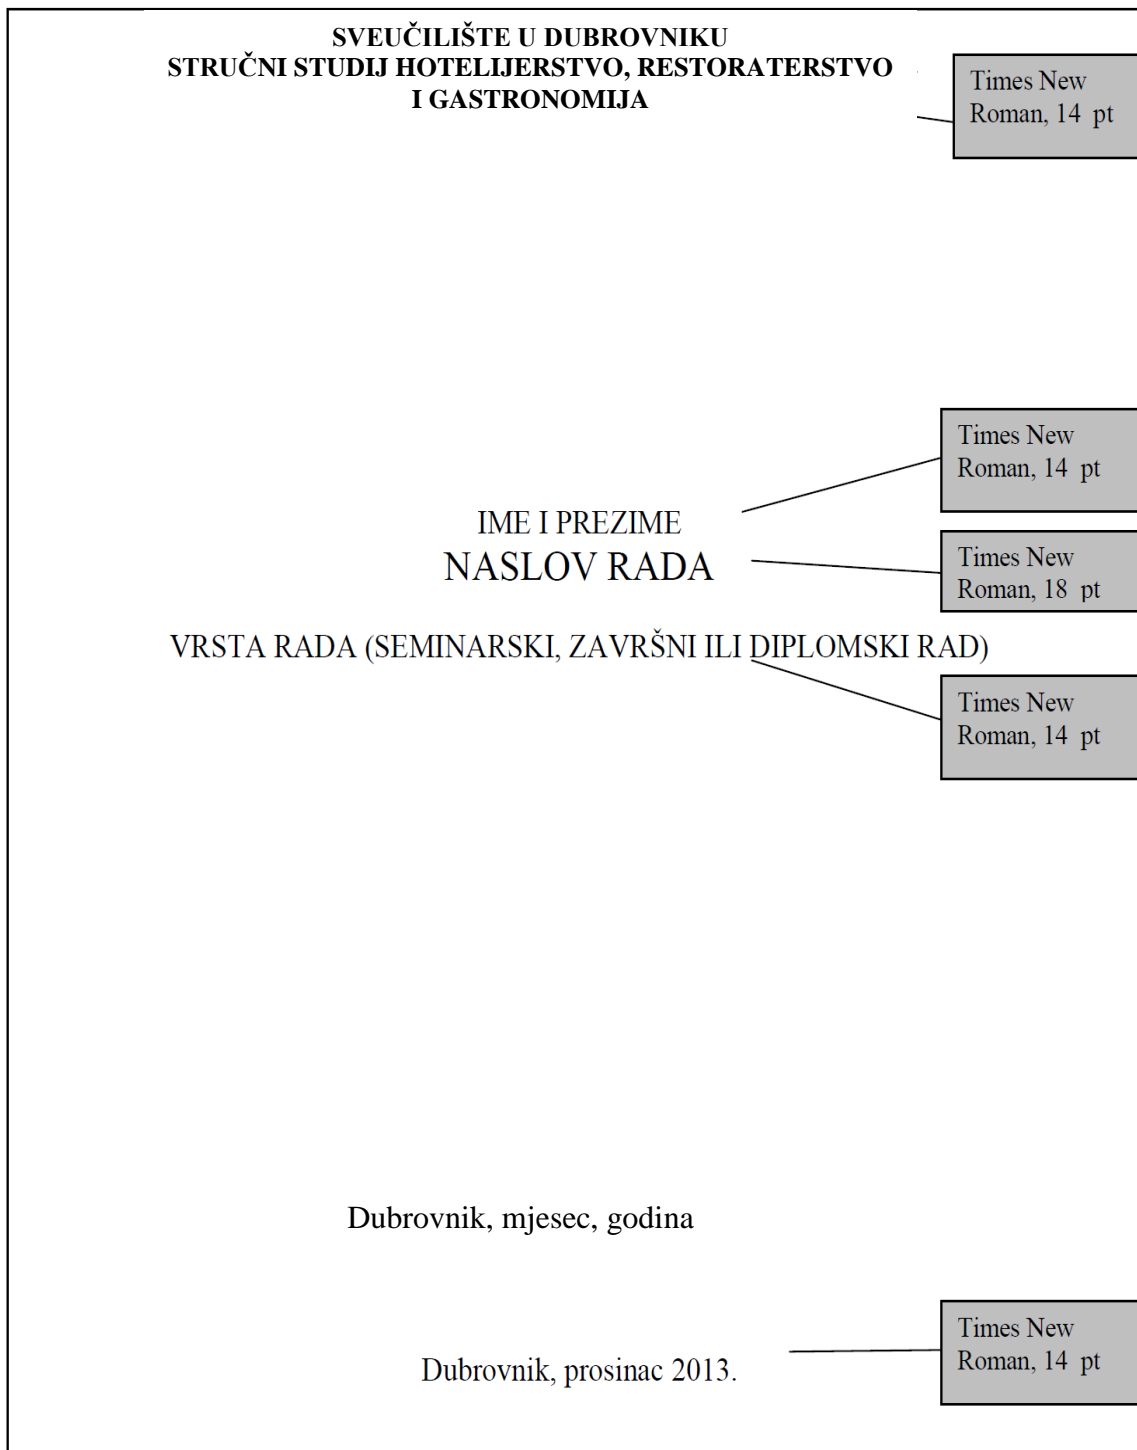 SVEUČILIŠTE U DUBROVNIKU
STRUČNI STUDIJ HOTELIJERSTVO, RESTORATERSTVO
I GASTRONOMIJA
Times New
Roman, 14 pt
Times New
Roman, 14 pt
IME I PREZIME
NASLOV RADA
Times New
Roman, 18 pt
VRSTA RADA (SEMINARSKI, ZAVRŠNI ILI DIPLOMSKI RAD)
Times New
Roman, 14 pt
Dubrovnik, mjesec, godina
Times New
Roman, 14 pt
Dubrovnik, prosinac 2013.